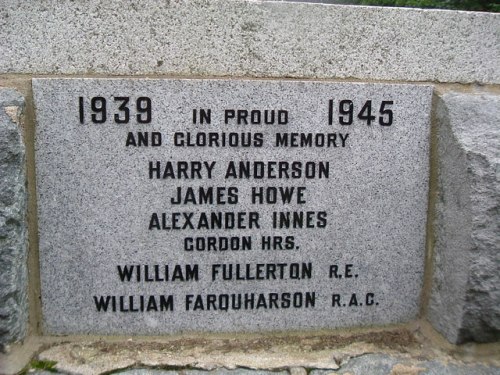 1939 IN PROUD 1945
AND GLORIOUS MEMORY
HARRY ANDERSON
JAMES HOWE
ALEXANDER INNES
GORDON HRS.
WILLIAM FULLERTON R.E.
WILLIAM FARQUHARSON R.A.C.